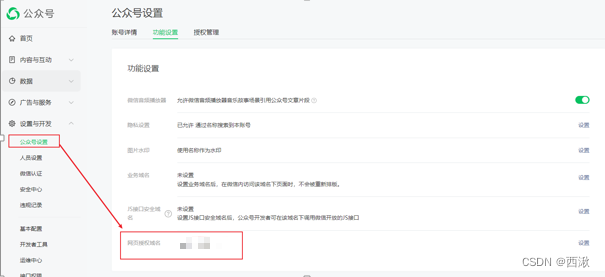 公众号
首页
内容与互动
数据
广告与服务
设置与开发
公众号设置
人员设置
微信认证
安全中心
违规记录
基本配置
开发者工具
运维中心
接口权限
公众号设置
账号详情 功能设置 授权管理
功能设置
微信音频播放器 允许微信音频播放器音乐故事场景引用公众号文章片段
隐私设置 已允许 通过名称搜索到本账号 设置
图片水印 使用名称作为水印 设置
业务域名 未设置 设置
设置业务域名后，在微信内访问该域名下页面时，不会被重新排版。
JS接口安全域名 未设置 设置
设置JS接口安全域名后，公众号开发者可在该域名下调用微信开放的JS接口
网页授权域名 设置
CSDN @西湫